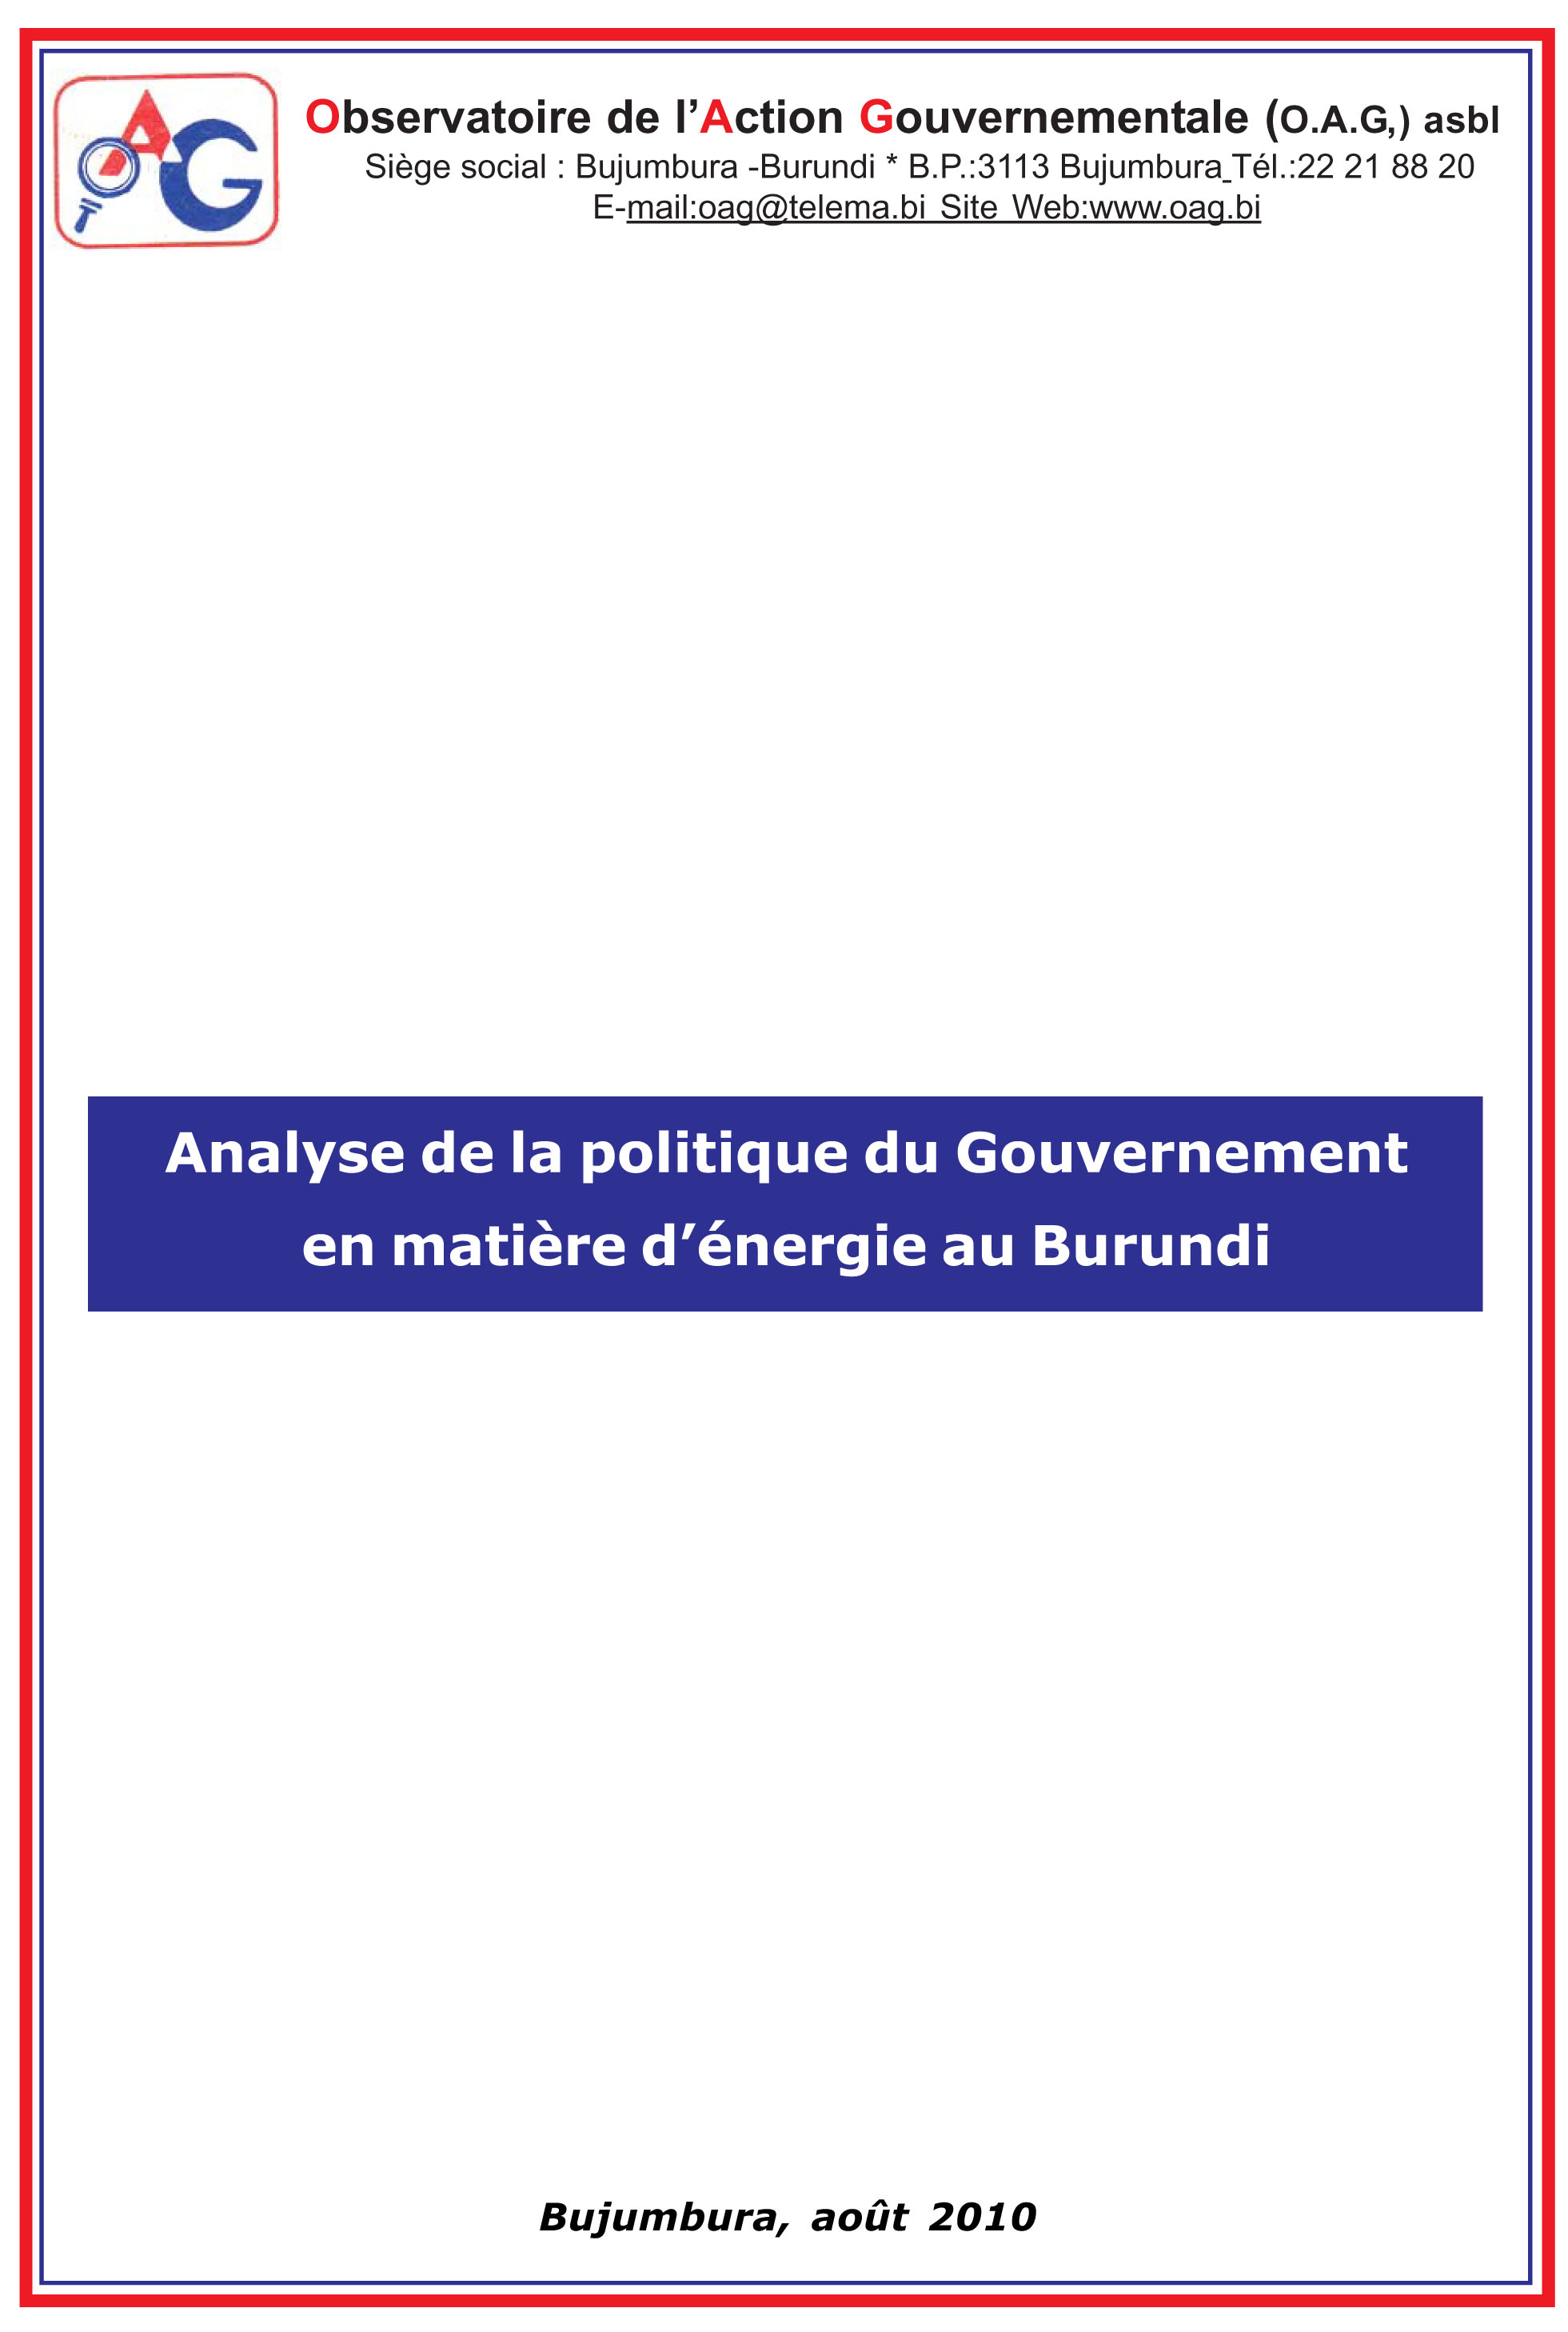 OAG
Observatoire de l’Action Gouvernementale (O.A.G,) asbl
Siège social : Bujumbura -Burundi * B.P.:3113 Bujumbura Tél.:22 21 88 20
E-mail:oag@telema.bi Site Web:www.oag.bi
Analyse de la politique du Gouvernement
en matière d’énergie au Burundi
Bujumbura, août 2010